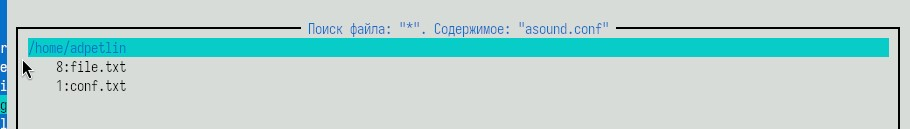 Поиск файла: "*". Содержимое: "asound.conf"
/home/adpetlin
8:file.txt
1:conf.txt